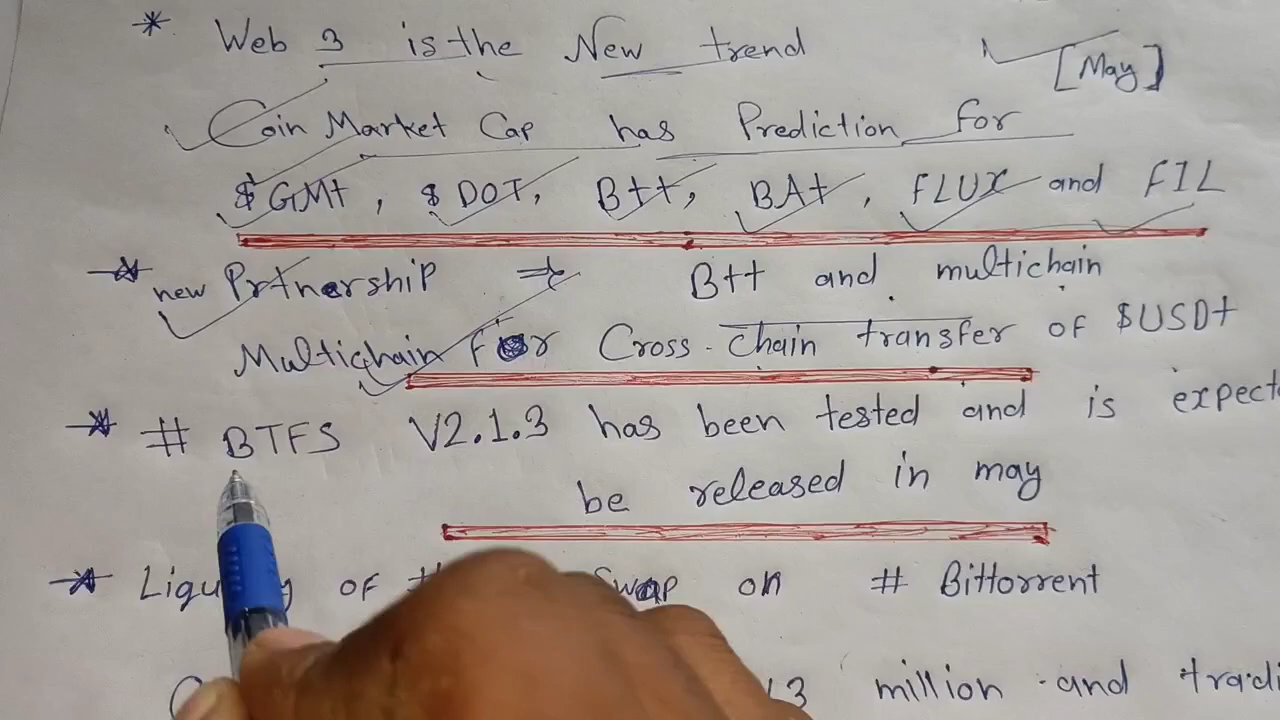 * Web 3 is the New trend
[May]
Coin Market Cap has Prediction for
$GMt, $DOT, Btt, BAt, FLUX and FIL
* new Prtnership ⇒ Btt and multichain
Multichain For Cross-chain transfer of $USDt
* # BTFS V2.1.3 has been tested and is expect
be released in may
* of Swap on # Bittorrent
million and tradi